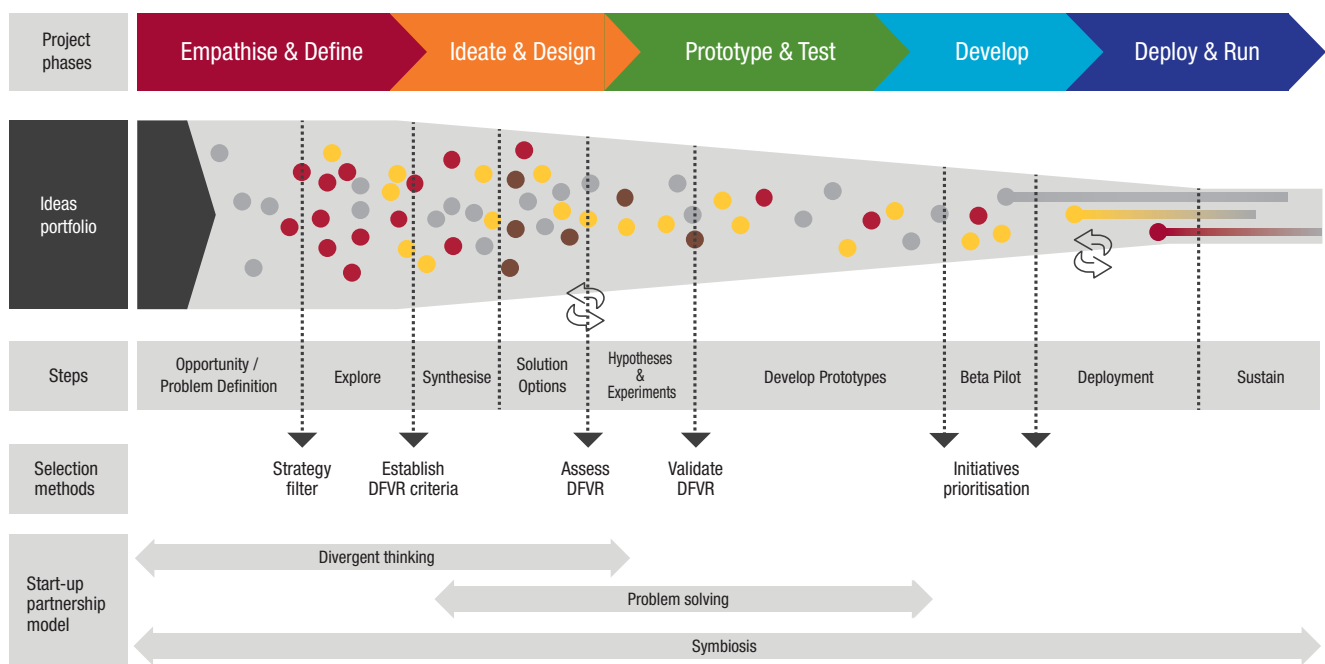 Project
phases
Empathise & Define
Ideate & Design
Prototype & Test
Develop
Deploy & Run
Ideas
portfolio
Steps
Opportunity /
Problem Definition
Explore
Synthesise
Solution
Options
Hypotheses
&
Experiments
Develop Prototypes
Beta Pilot
Deployment
Sustain
Selection
methods
Strategy
filter
Establish
DFVR criteria
Assess
DFVR
Validate
DFVR
Initiatives
prioritisation
Start-up
partnership
model
Divergent thinking
Problem solving
Symbiosis